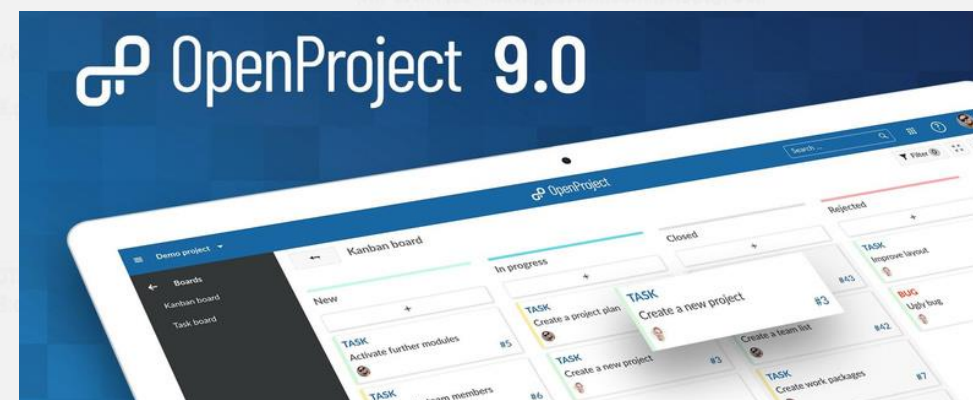 OpenProject 9.0
Search ...
OpenProject
Filter
Demo project
Boards
Kanban board
Task board
Kanban board
New
+
TASK
Activate further modules
#5
TASK
team members
#6
In progress
+
TASK
Create a project plan
TASK
Create a new project
#3
TASK
Create a new project
#3
Closed
+
#43
Create a team list
#42
TASK
Create work packages
#7
Rejected
+
TASK
Improve layout
BUG
Ugly bug